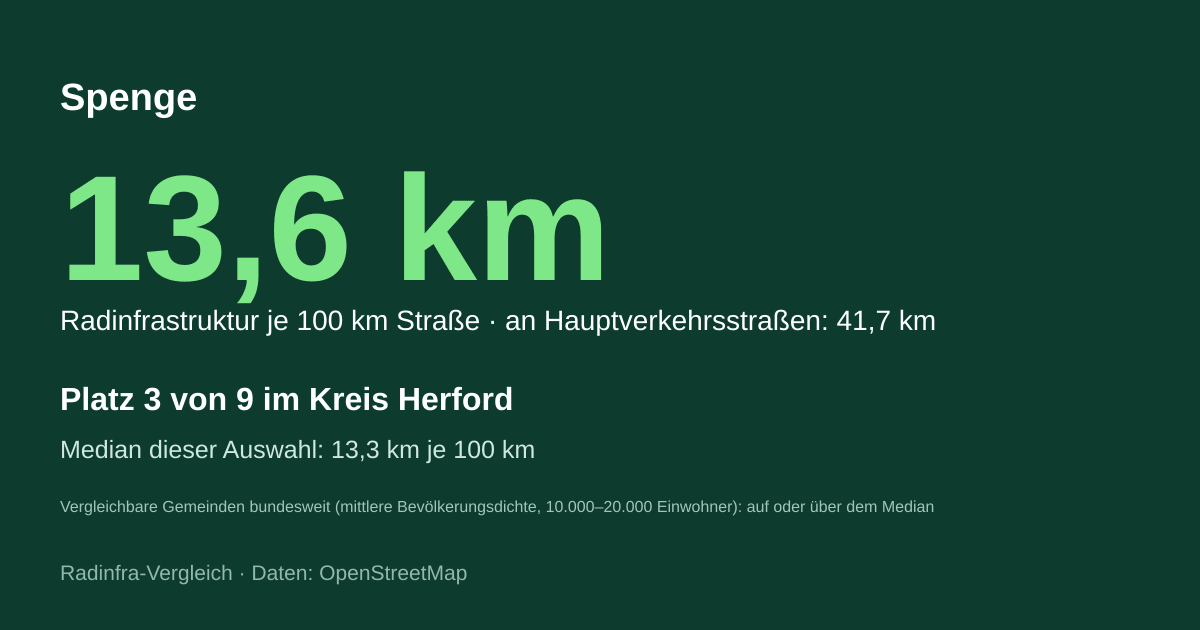 Spenge
13,6 km
Radinfrastruktur je 100 km Straße · an Hauptverkehrsstraßen: 41,7 km
Platz 3 von 9 im Kreis Herford
Median dieser Auswahl: 13,3 km je 100 km
Vergleichbare Gemeinden bundesweit (mittlere Bevölkerungsdichte, 10.000–20.000 Einwohner): auf oder über dem Median
Radinfra-Vergleich · Daten: OpenStreetMap